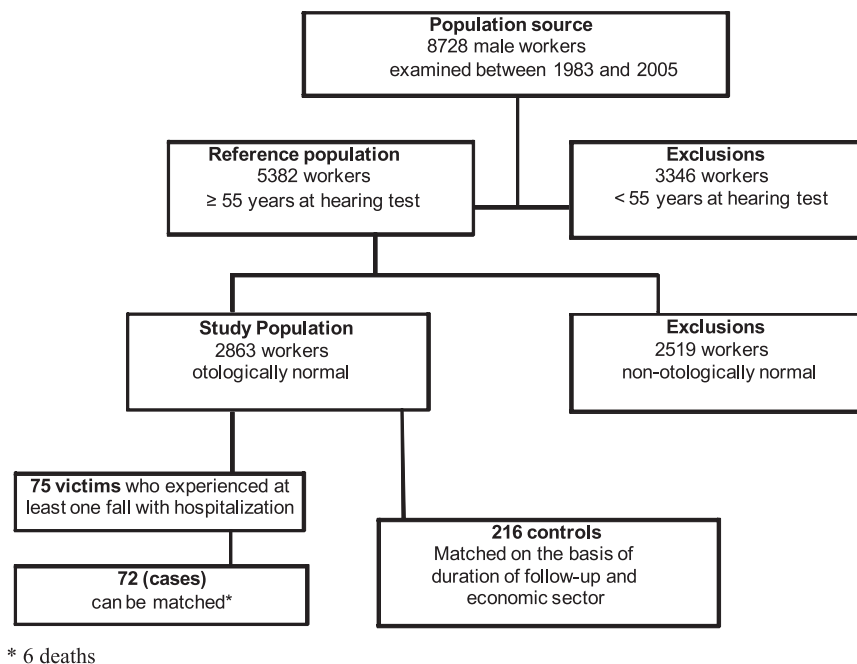 Population source
8728 male workers
examined between 1983 and 2005
Reference population
5382 workers
≥ 55 years at hearing test
Exclusions
3346 workers
< 55 years at hearing test
Study Population
2863 workers
otologically normal
Exclusions
2519 workers
non-otologically normal
75 victims who experienced at
least one fall with hospitalization
216 controls
Matched on the basis of
duration of follow-up and
economic sector
72 (cases)
can be matched*
* 6 deaths